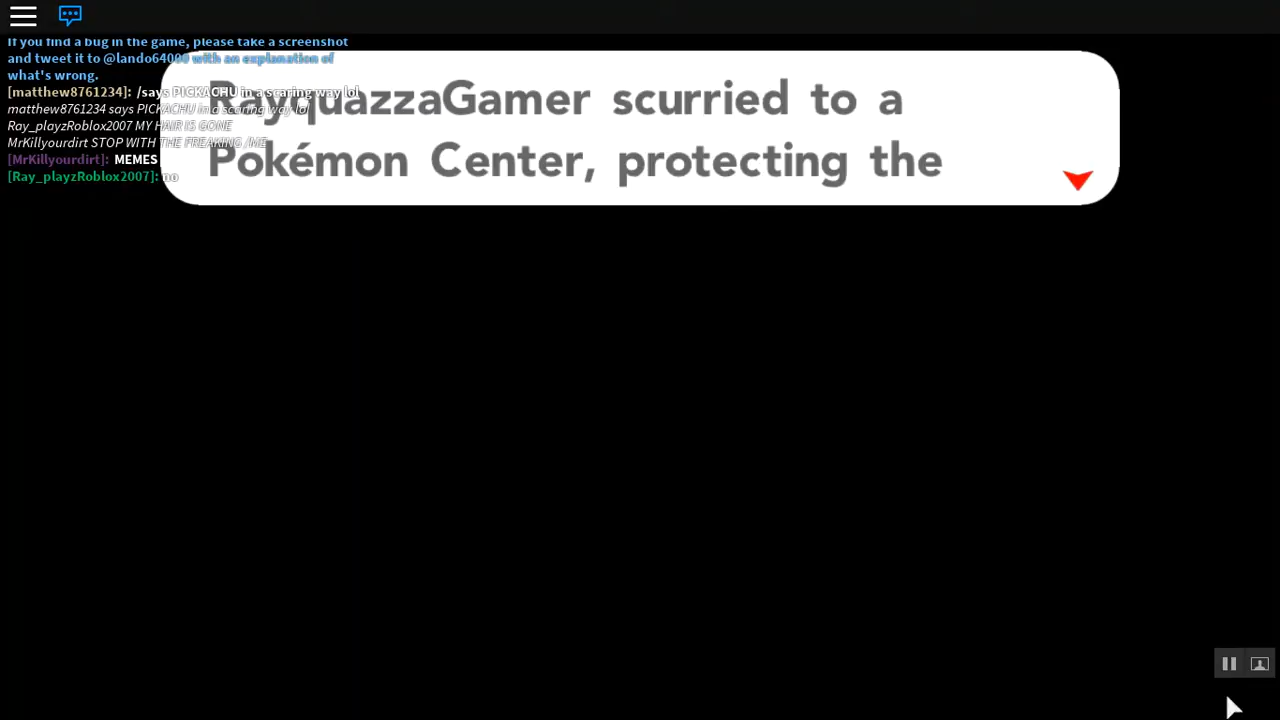 If you find a bug in the game, please take a screenshot
and tweet it to @lando64000 with an explanation of
what's wrong.
[matthew8761234]: /says PICKACHU in a scaring way lol
matthew8761234 says PICKACHU in a scaring way lol
Ray_playzRoblox2007 MY HAIR IS GONE
MrKillyourdirt STOP WITH THE FREAKING /ME
[MrKillyourdirt]: MEMES
[Ray_playzRoblox2007]: no
RayquazzaGamer scurried to a
Pokémon Center, protecting the